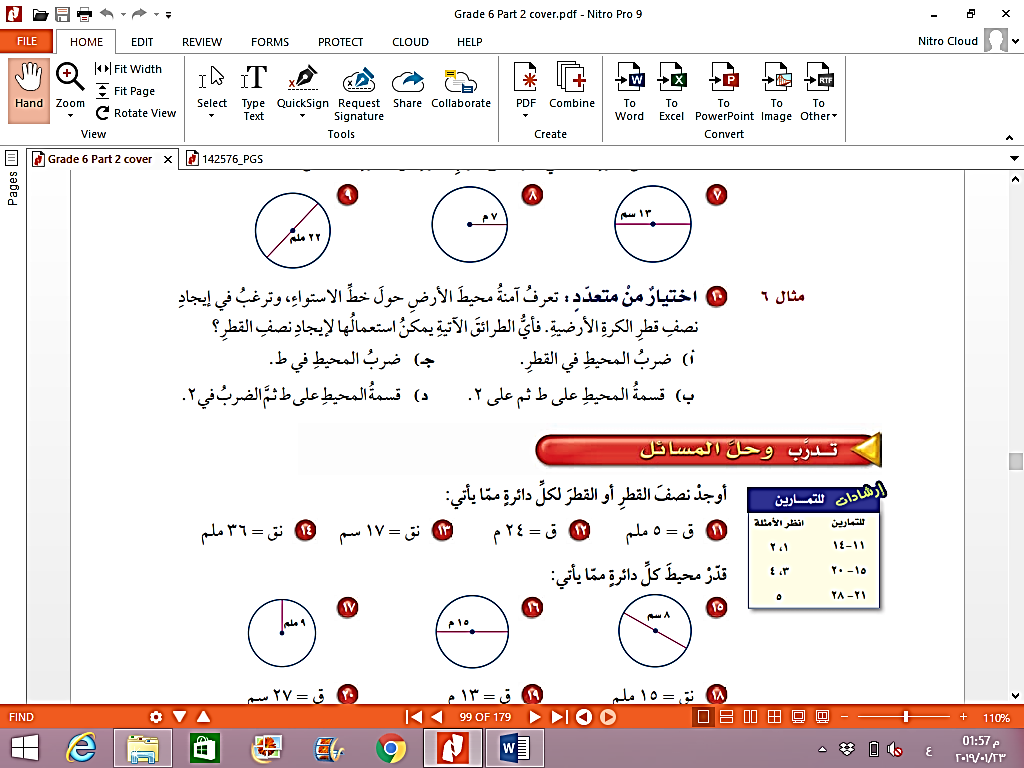 Grade 6 Part 2 cover.pdf - Nitro Pro 9
FILE HOME EDIT REVIEW FORMS PROTECT CLOUD HELP
Nitro Cloud
Hand
Zoom
Fit Width
Fit Page
Rotate View
View
Select
Type Text
QuickSign
Request Signature
Share
Collaborate
Tools
PDF
Combine
Create
To Word
To Excel
To PowerPoint
To Image
To Other
Convert
Pages
Grade 6 Part 2 cover
142576_PGS
٧ ١٣ سم
٨ ٧ م
٩ ٢٢ ملم
مثال ٦
١٠ اختيارٌ منْ متعدّدٍ: تعرفُ آمنةُ محيطَ الأرضِ حولَ خطِّ الاستواءِ، وترغبُ في إيجادِ
نصفِ قطرِ الكرةِ الأرضيةِ. فأيُّ الطرائقَ الآتيةِ يمكنُ استعمالُها لإيجادِ نصفِ القطرِ؟
أ) ضربُ المحيطِ في القطرِ. جـ) ضربُ المحيطِ في ط.
ب) قسمةُ المحيطِ على ط ثم على ٢. د) قسمةُ المحيطِ على ط ثمَّ الضربُ في ٢.
تـدرَّب وحلَّ المسائل
إرشادات للتمـارين
للتمارين انظر الأمثلة
١١-١٤ ١، ٢
١٥-٢٠ ٣، ٤
٢١-٢٨ ٥
أوجدْ نصفَ القطرِ أو القطرَ لكلِّ دائرةٍ ممّا يأتي:
١١ ق = ٥ ملم ١٢ ق = ٢٤ م ١٣ نق = ١٧ سم ١٤ نق = ٣٦ ملم
قدّرْ محيطَ كلِّ دائرةٍ ممّا يأتي:
١٥ ٨ سم
١٦ ١٥ م
١٧ ٩ ملم
١٨ نق = ١٥ ملم ١٩ ق = ١٣ م ٢٠ ق = ٢٧ سم
FIND
99 OF 179
110%
ع
01:57 م
٢٠١٩/٠١/٢٣